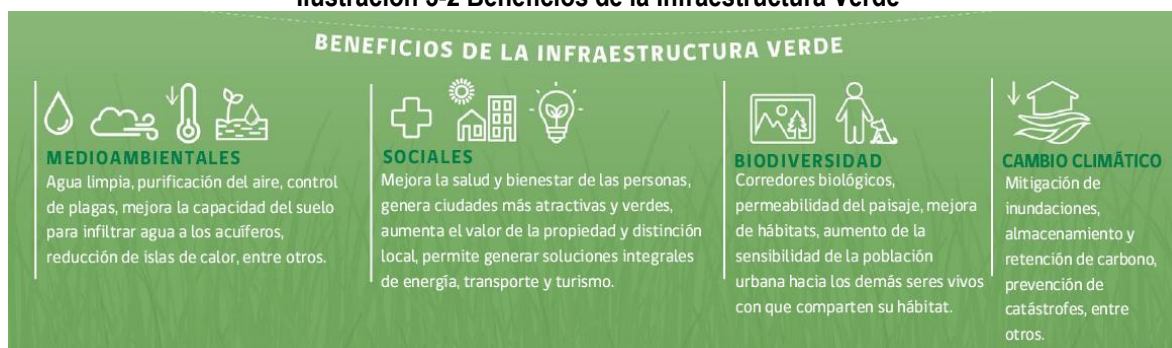 Ilustración 3-2 Beneficios de la Infraestructura Verde
BENEFICIOS DE LA INFRAESTRUCTURA VERDE
MEDIOAMBIENTALES
Agua limpia, purificación del aire, control
de plagas, mejora la capacidad del suelo
para infiltrar agua a los acuíferos,
reducción de islas de calor, entre otros.
SOCIALES
Mejora la salud y bienestar de las personas,
genera ciudades más atractivas y verdes,
aumenta el valor de la propiedad y distinción
local, permite generar soluciones integrales
de energía, transporte y turismo.
BIODIVERSIDAD
Corredores biológicos,
permeabilidad del paisaje, mejora
de hábitats, aumento de la
sensibilidad de la población
urbana hacia los demás seres vivos
con que comparten su hábitat.
CAMBIO CLIMÁTICO
Mitigación de
inundaciones,
almacenamiento y
retención de carbono,
prevención de
catástrofes, entre
otros.